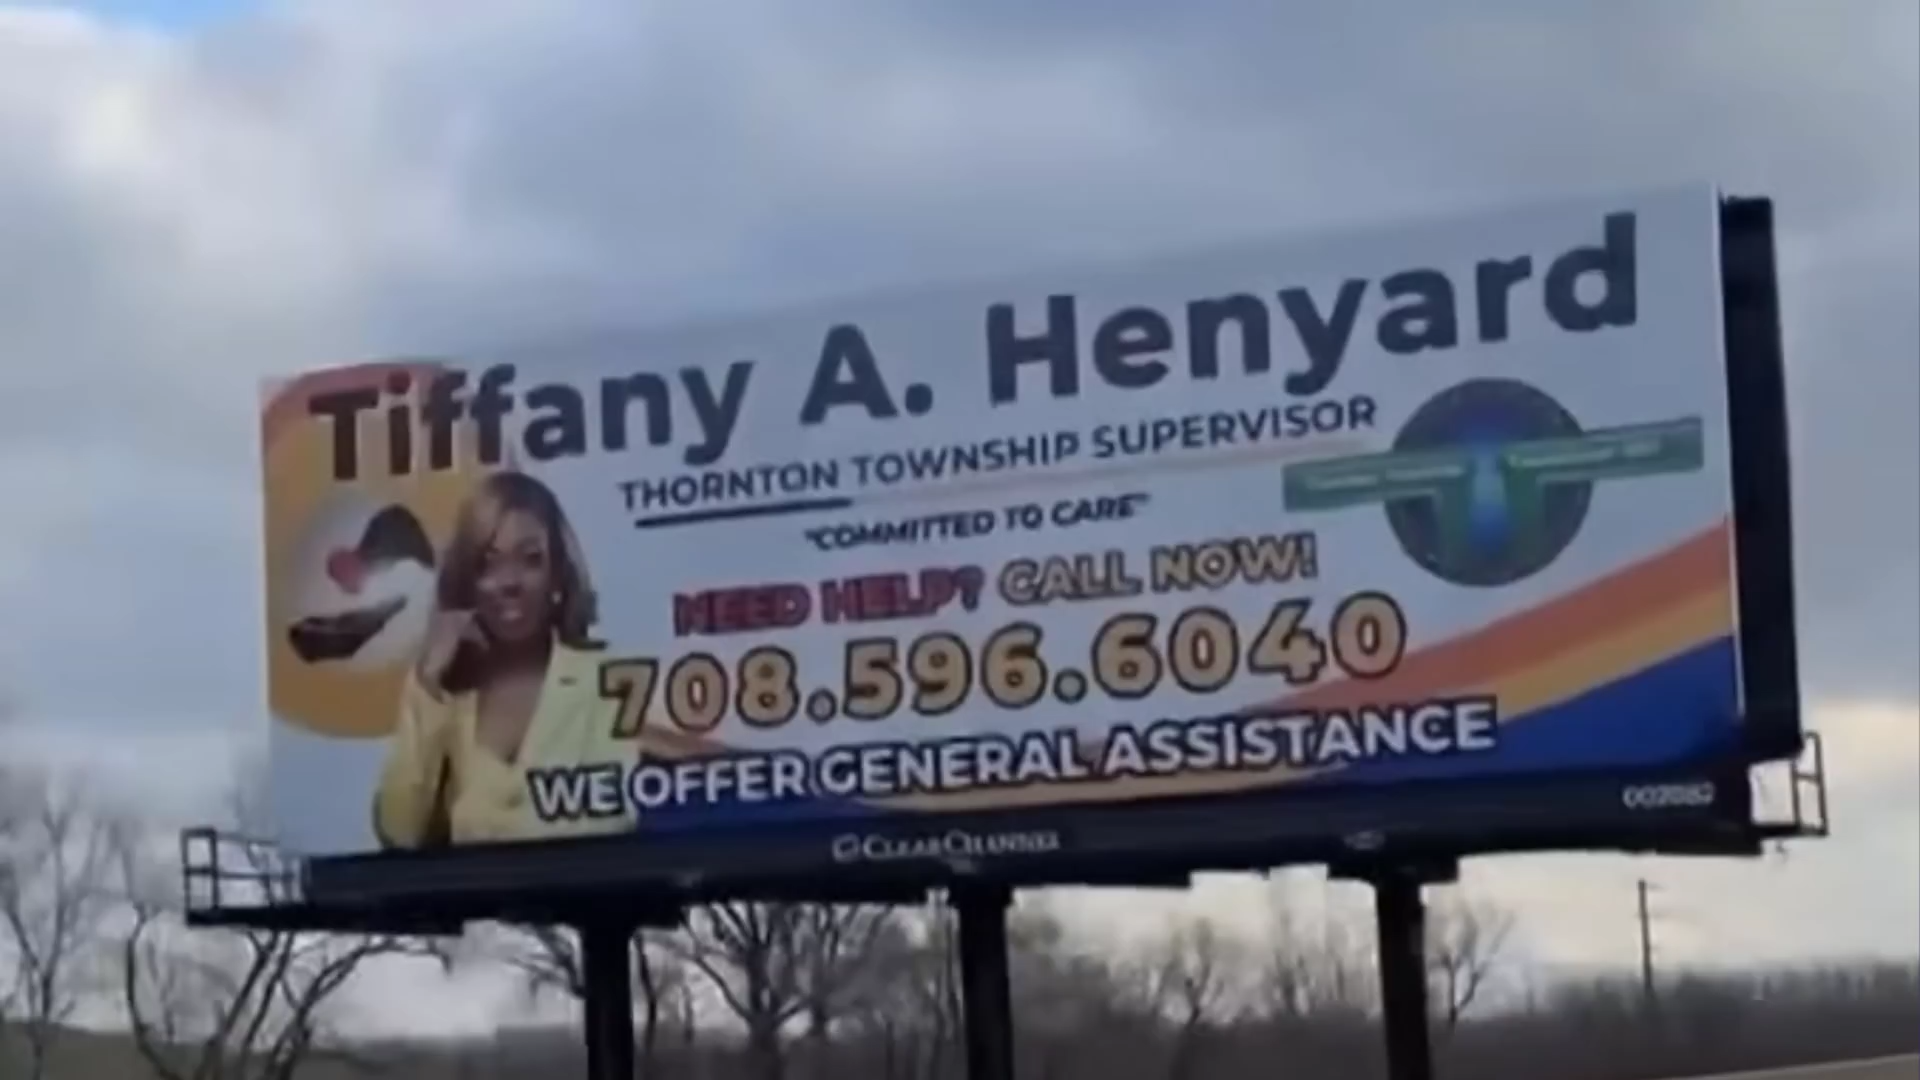 Tiffany A. Henyard
THORNTON TOWNSHIP SUPERVISOR
"COMMITTED TO CARE"
NEED HELP? CALL NOW!
708.596.6040
WE OFFER GENERAL ASSISTANCE
CLEAR CHANNEL